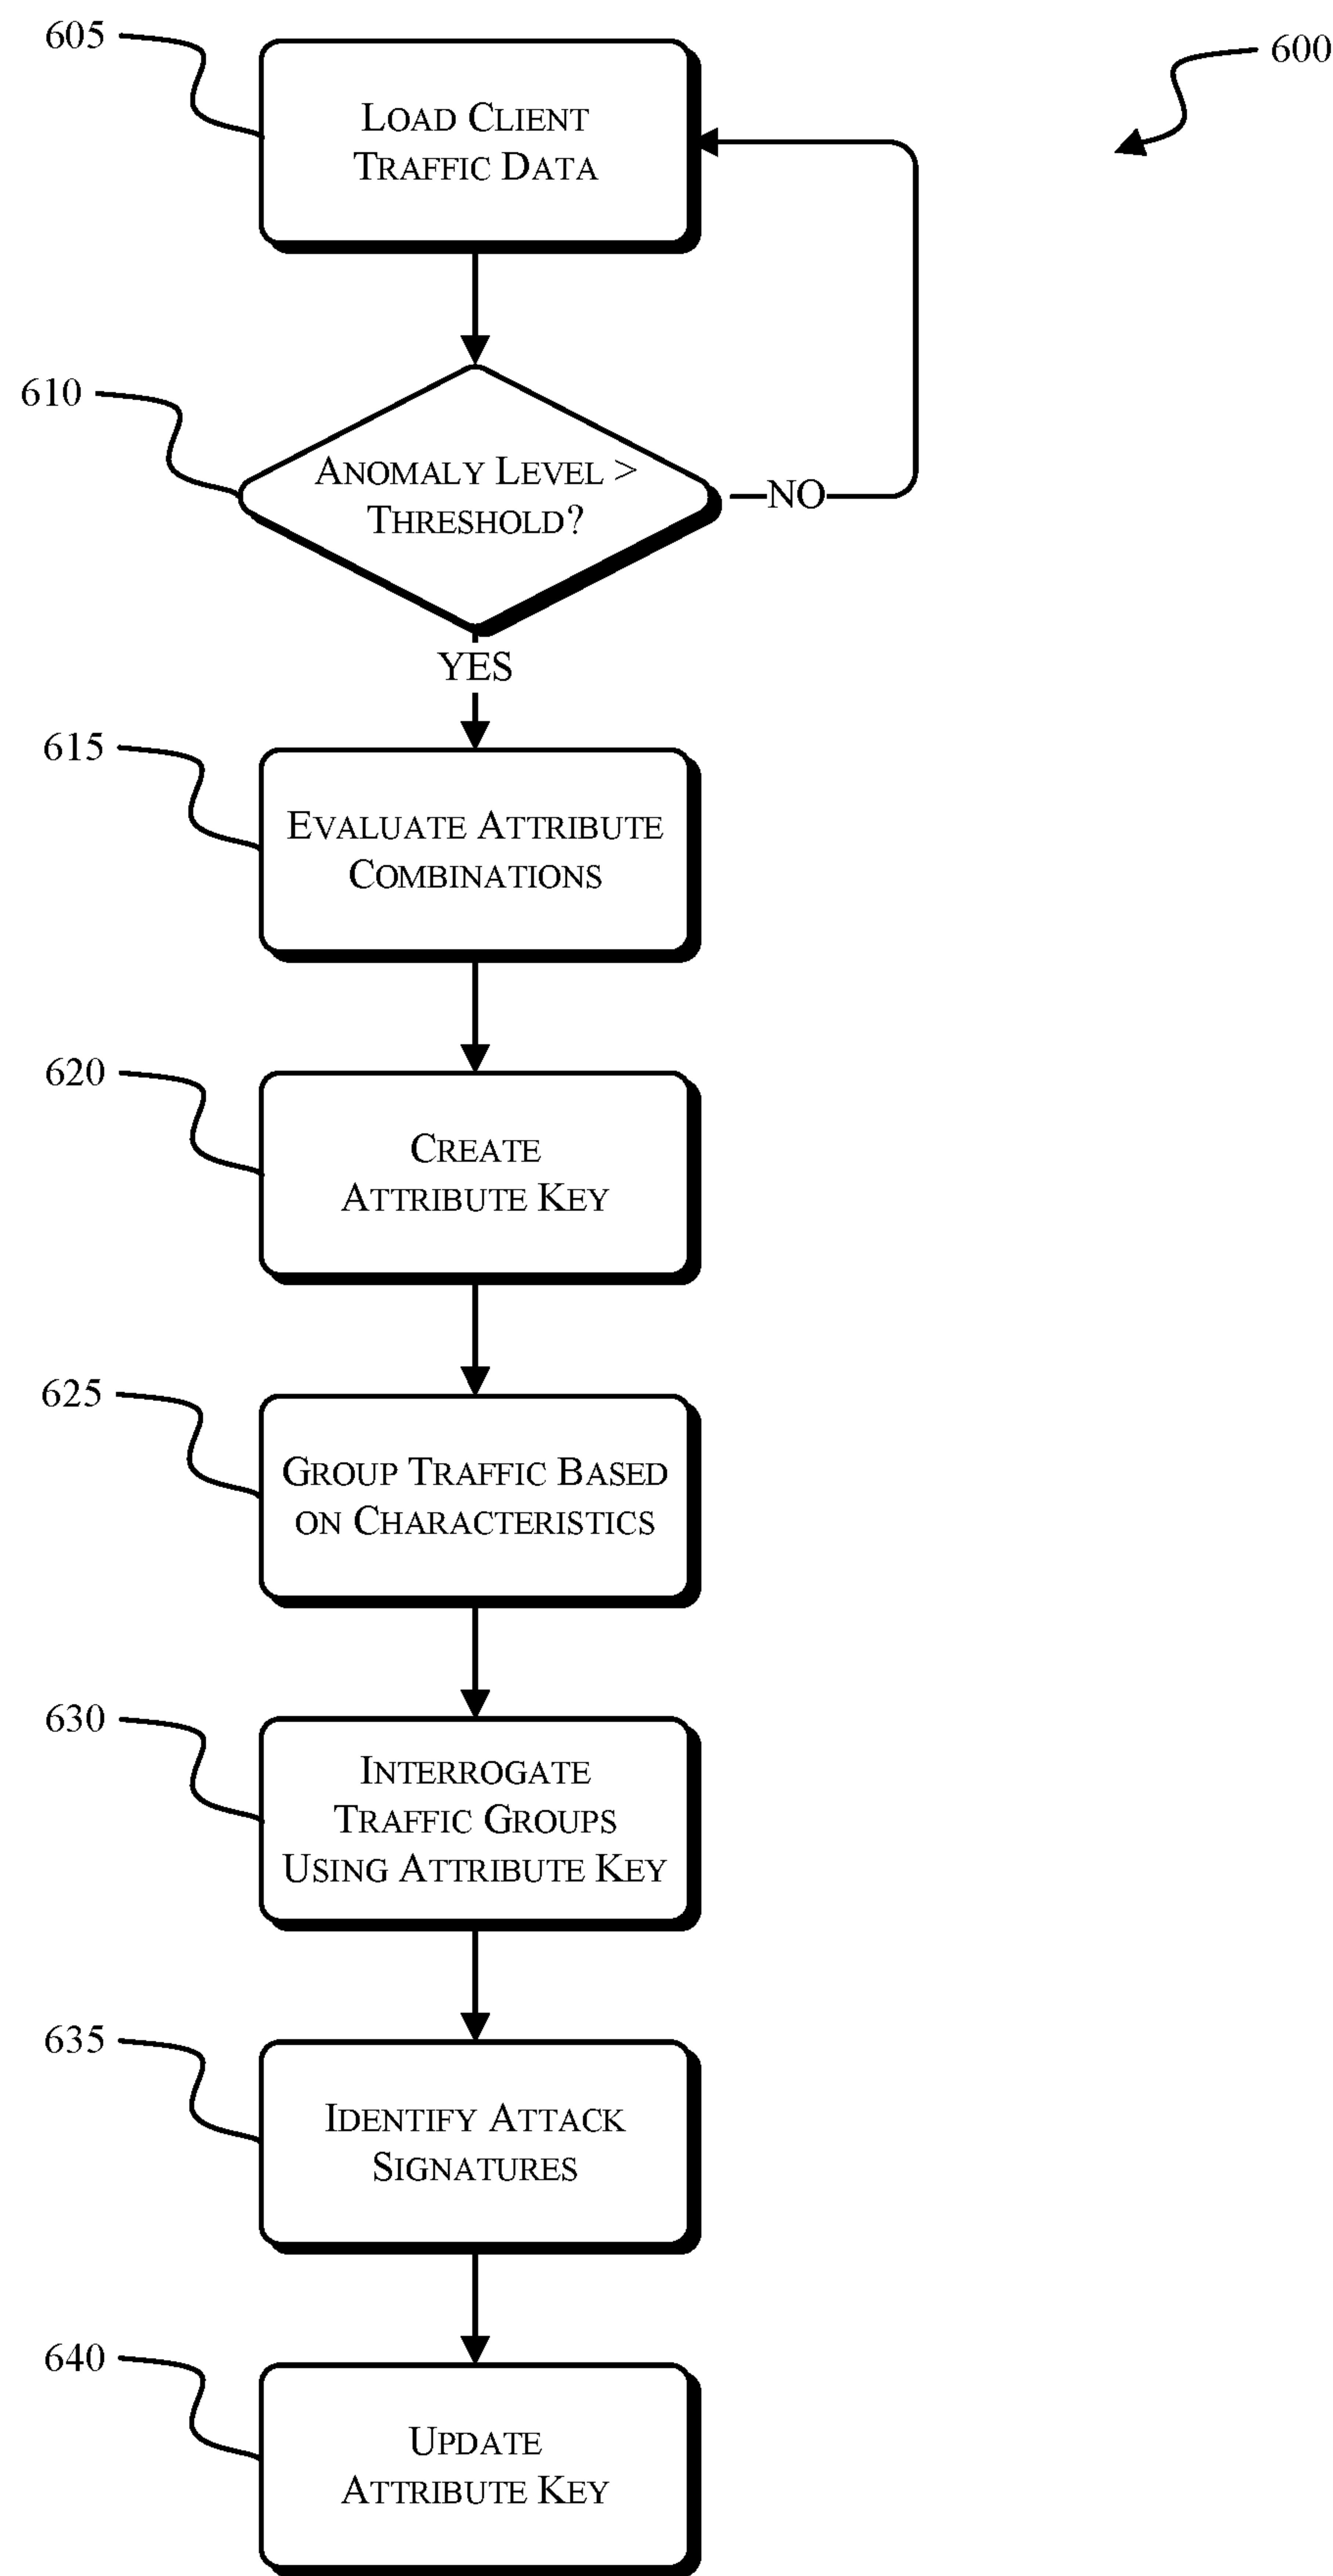 605
600
Load Client
Traffic Data
610
Anomaly Level >
Threshold?
NO
YES
615
Evaluate Attribute
Combinations
620
Create
Attribute Key
625
Group Traffic Based
on Characteristics
630
Interrogate
Traffic Groups
Using Attribute Key
635
Identify Attack
Signatures
640
Update
Attribute Key